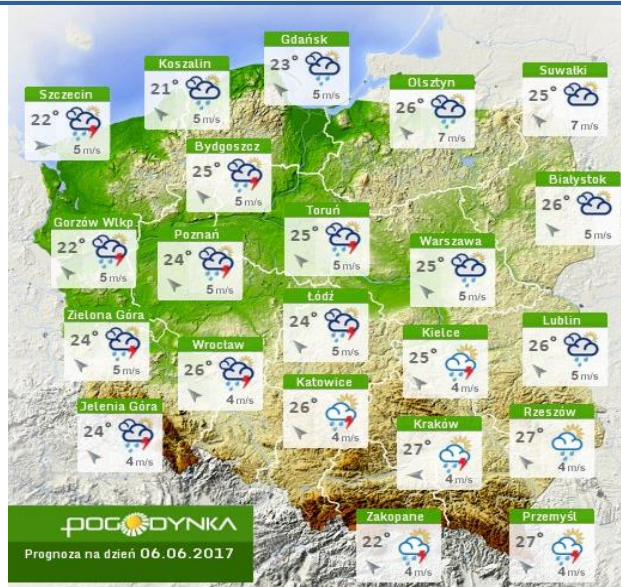 Gdańsk
23°
5 m/s
Koszalin
21°
5 m/s
Suwałki
25°
7 m/s
Olsztyn
26°
7 m/s
Szczecin
22°
5 m/s
Bydgoszcz
25°
5 m/s
Białystok
26°
5 m/s
Toruń
25°
5 m/s
Gorzów Wlkp
22°
5 m/s
Poznań
24°
5 m/s
Warszawa
25°
5 m/s
Łódź
24°
5 m/s
Zielona Góra
24°
5 m/s
Lublin
26°
5 m/s
Kielce
25°
4 m/s
Wrocław
26°
4 m/s
Katowice
26°
4 m/s
Jelenia Góra
24°
4 m/s
Rzeszów
27°
4 m/s
Kraków
27°
4 m/s
Zakopane
22°
4 m/s
Przemyśl
27°
4 m/s
POGODYNKA
Prognoza na dzień 06.06.2017